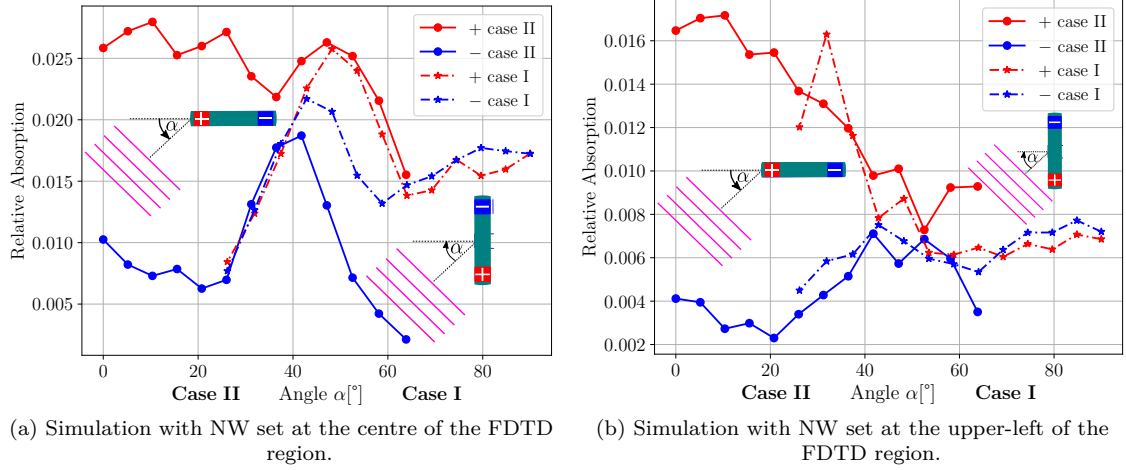 + case II
− case II
+ case I
− case I
0.025
0.020
0.015
0.010
0.005
Relative Absorption
α
+
−
α
−
+
0
20
40
60
80
Case II
Angle α[°]
Case I
(a) Simulation with NW set at the centre of the FDTD
region.
+ case II
− case II
+ case I
− case I
0.016
0.014
0.012
0.010
0.008
0.006
0.004
0.002
Relative Absorption
α
+
−
α
−
+
0
20
40
60
80
Case II
Angle α[°]
Case I
(b) Simulation with NW set at the upper-left of the
FDTD region.